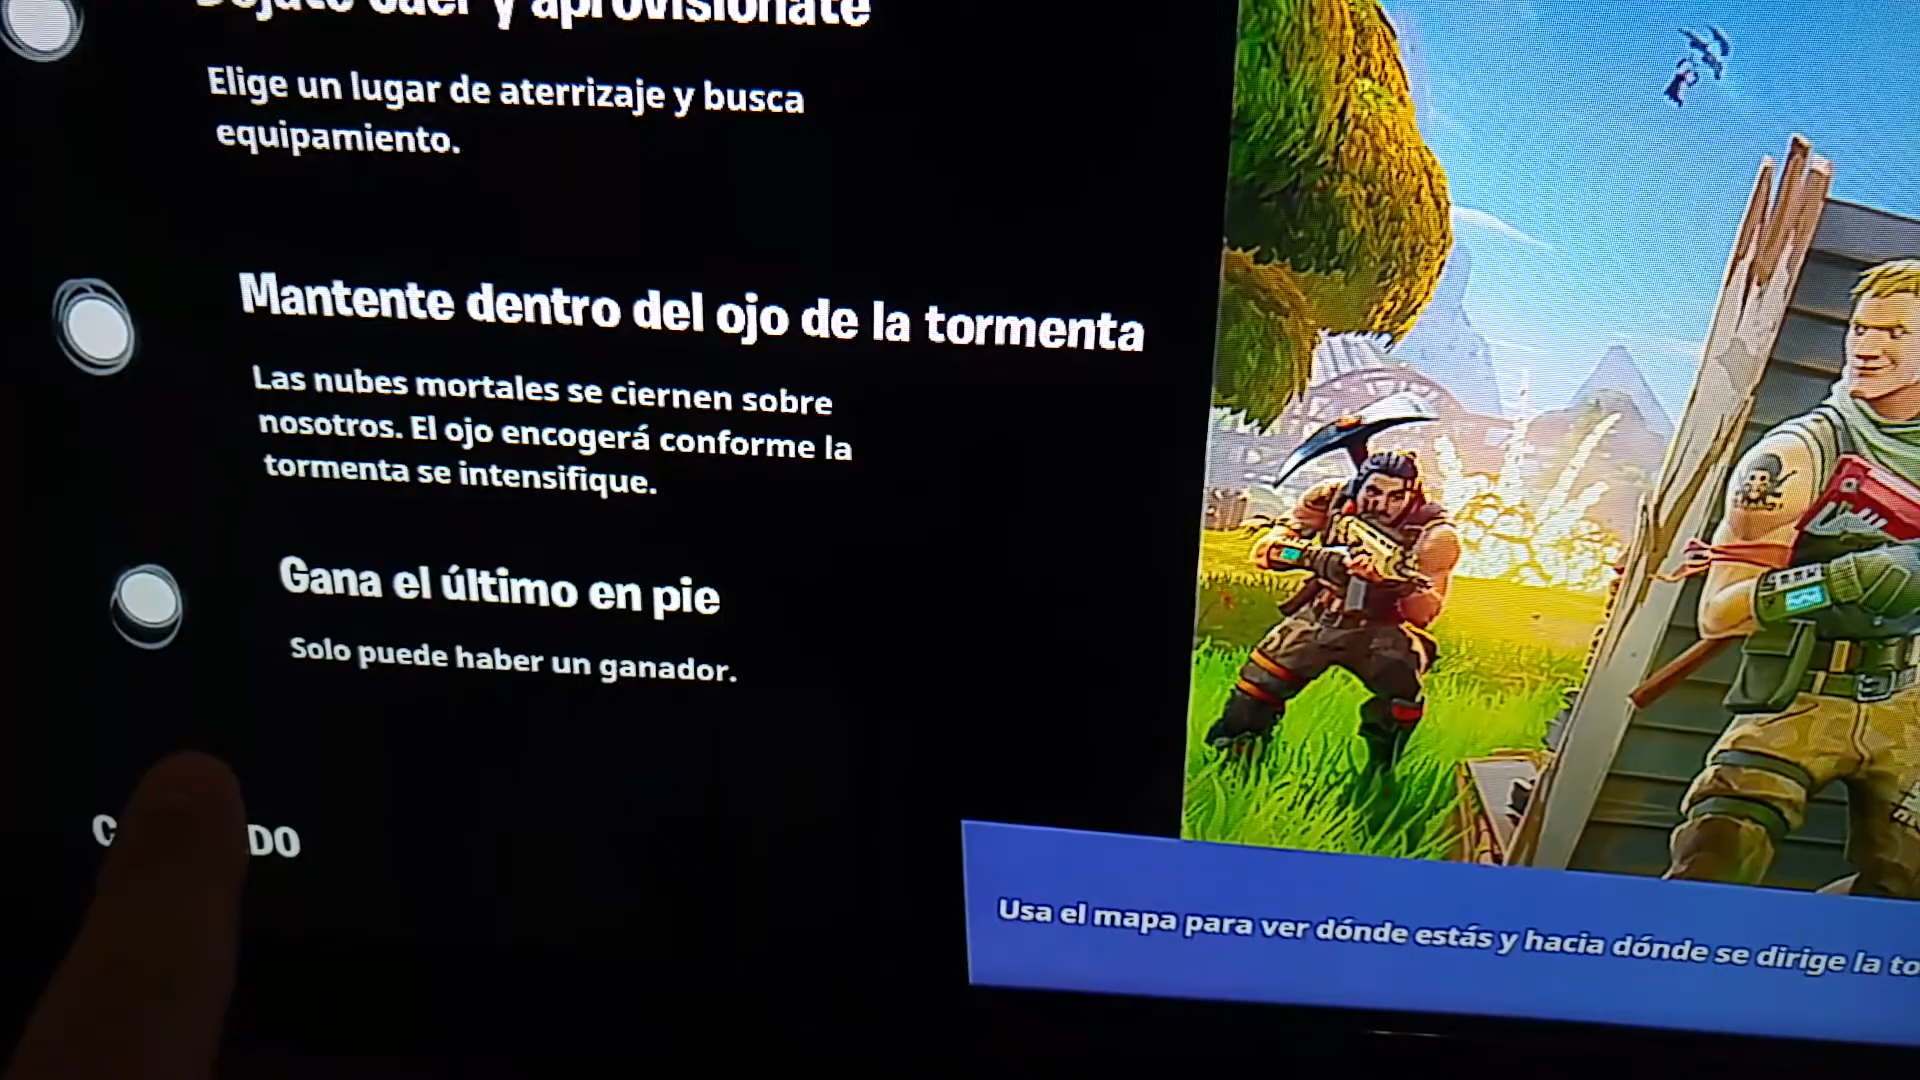 y aprovisiónate
Elige un lugar de aterrizaje y busca
equipamiento.
Mantente dentro del ojo de la tormenta
Las nubes mortales se ciernen sobre
nosotros. El ojo encogerá conforme la
tormenta se intensifique.
Gana el último en pie
Solo puede haber un ganador.
Usa el mapa para ver dónde estás y hacia dónde se dirige la